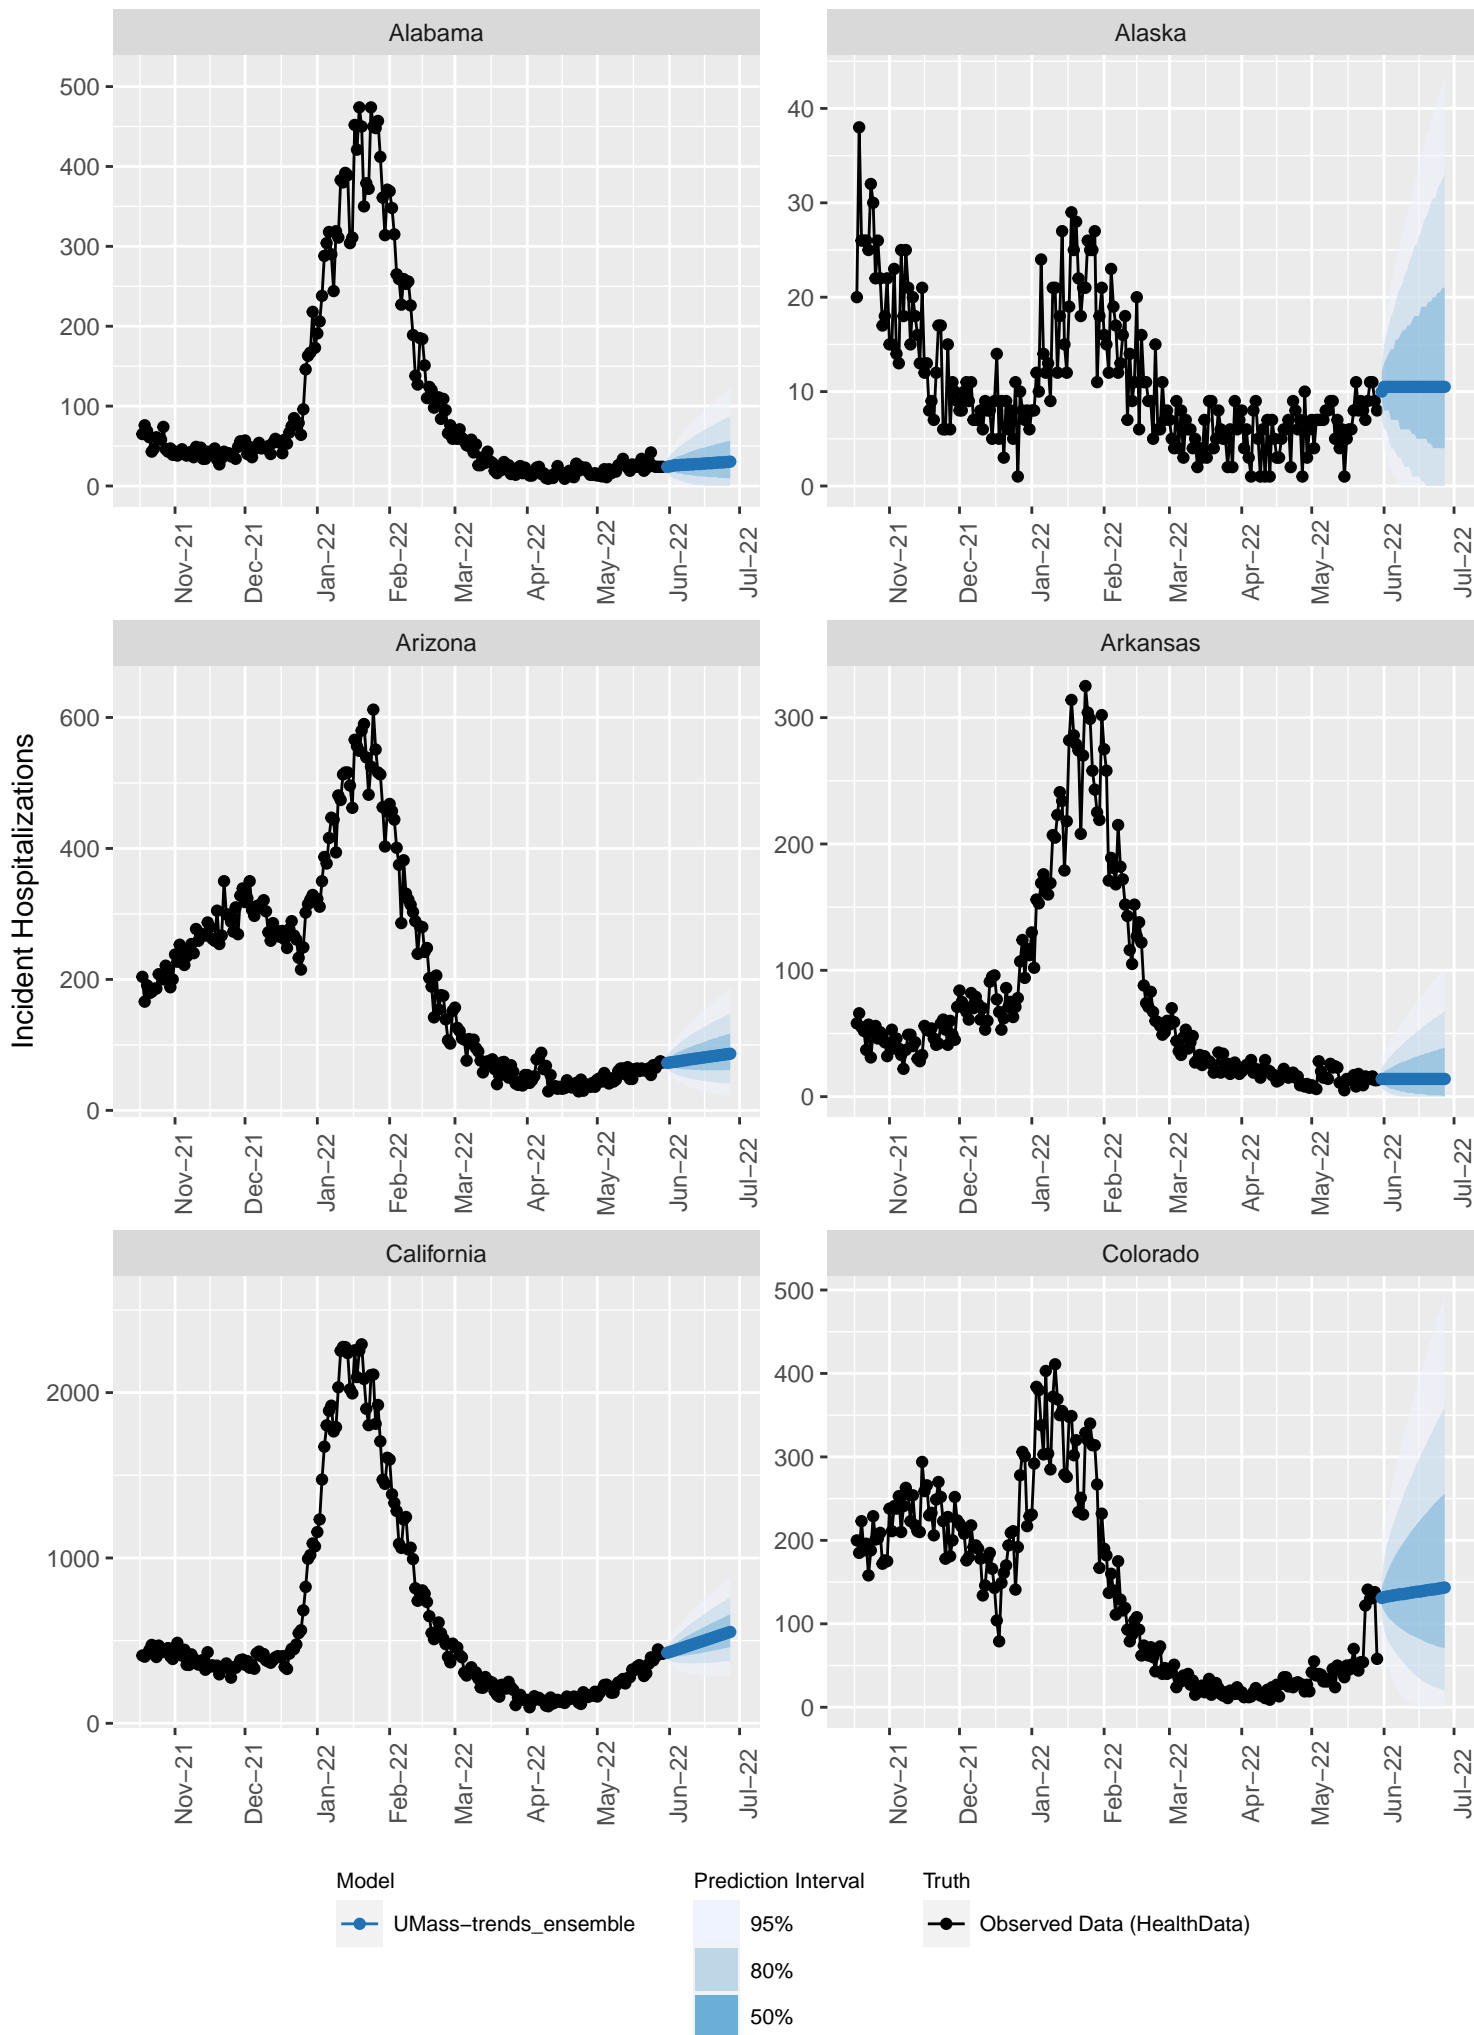 Alabama
Alaska
500
400
300
200
100
0
40
30
20
10
0
Nov−21
Dec−21
Jan−22
Feb−22
Mar−22
Apr−22
May−22
Jun−22
Jul−22
Nov−21
Dec−21
Jan−22
Feb−22
Mar−22
Apr−22
May−22
Jun−22
Jul−22
Incident Hospitalizations
Arizona
Arkansas
600
400
200
0
300
200
100
0
Nov−21
Dec−21
Jan−22
Feb−22
Mar−22
Apr−22
May−22
Jun−22
Jul−22
Nov−21
Dec−21
Jan−22
Feb−22
Mar−22
Apr−22
May−22
Jun−22
Jul−22
California
Colorado
2000
1000
0
500
400
300
200
100
0
Nov−21
Dec−21
Jan−22
Feb−22
Mar−22
Apr−22
May−22
Jun−22
Jul−22
Nov−21
Dec−21
Jan−22
Feb−22
Mar−22
Apr−22
May−22
Jun−22
Jul−22
Model
UMass−trends_ensemble
Prediction Interval
95%
80%
50%
Truth
Observed Data (HealthData)